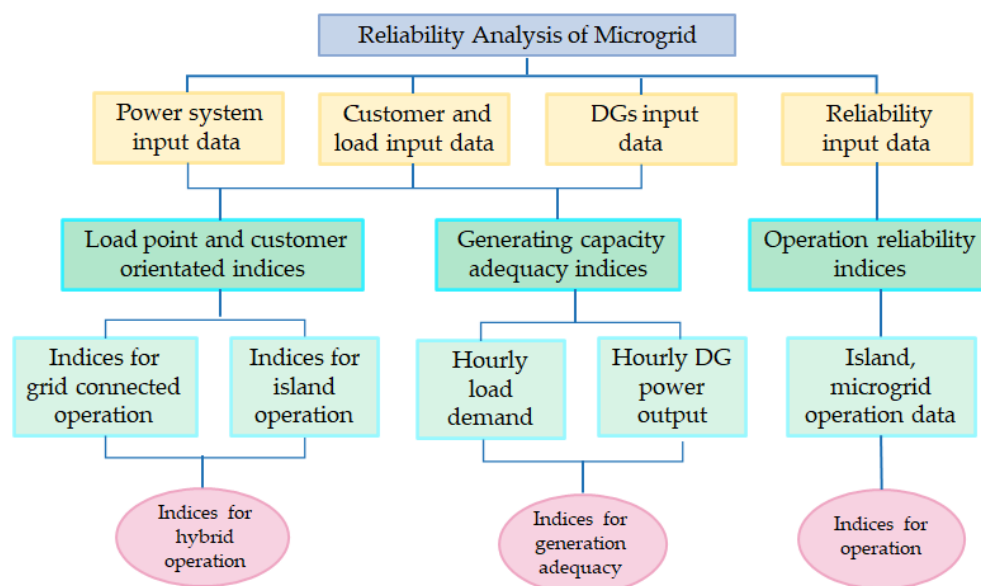 Reliability Analysis of Microgrid
Power system
input data
Customer and
load input data
DGs input
data
Reliability
input data
Load point and customer
orientated indices
Generating capacity
adequacy indices
Operation reliability
indices
Indices for
grid connected
operation
Indices for
island
operation
Hourly
load
demand
Hourly DG
power
output
Island,
microgrid
operation data
Indices for
hybrid
operation
Indices for
generation
adequacy
Indices for
operation